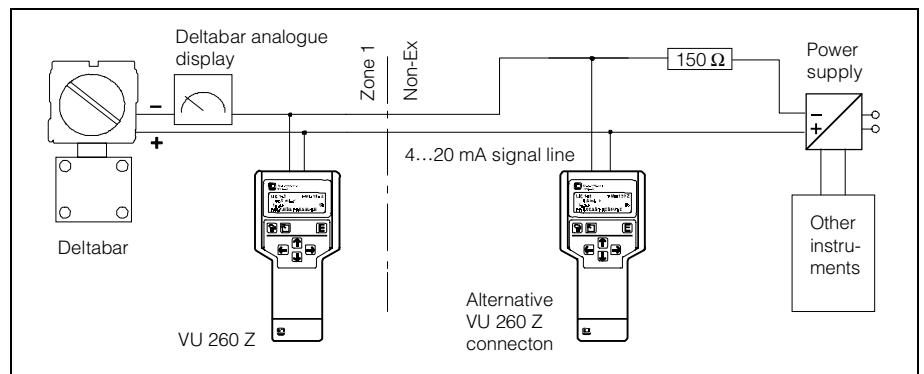 Deltabar analogue
display
Zone 1
Non-Ex
150 Ω
Power
supply
–
+
–
+
4…20 mA signal line
Deltabar
VU 260 Z
Alternative
VU 260 Z
connecton
Other
instru-
ments
E
E